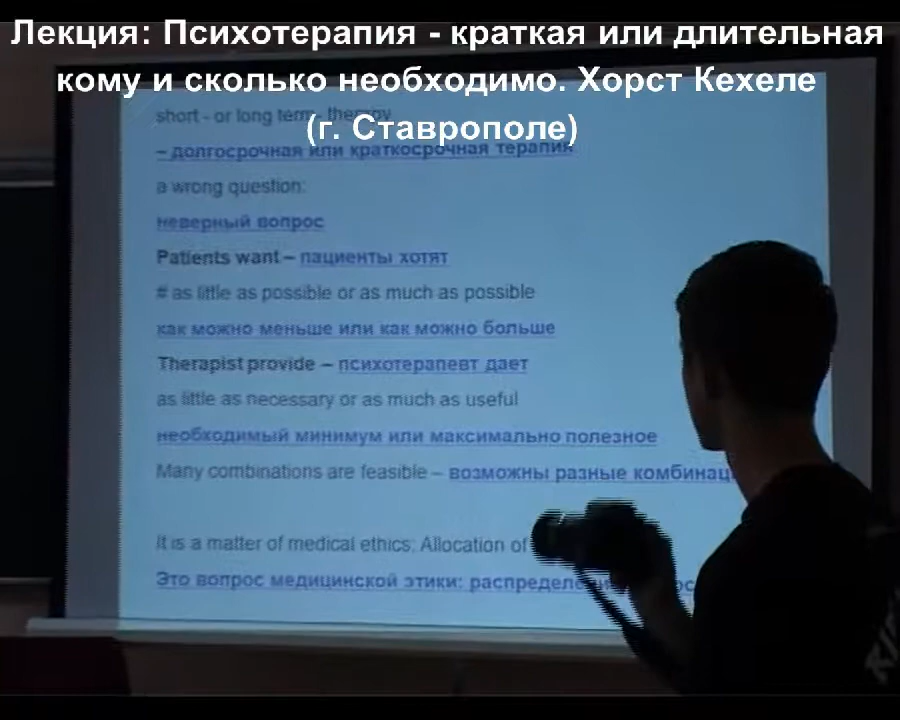 Лекция: Психотерапия - краткая или длительная
кому и сколько необходимо. Хорст Кехеле
(г. Ставрополе)
short - or long term - therapy
– долгосрочная или краткосрочная терапия
a wrong question:
неверный вопрос
Patients want – пациенты хотят
# as little as possible or as much as possible
как можно меньше или как можно больше
Therapist provide – психотерапевт дает
as little as necessary or as much as useful
необходимый минимум или максимально полезное
Many combinations are feasible – возможны разные
It is a matter of medical ethics: Allocation of
Это вопрос медицинской этики: